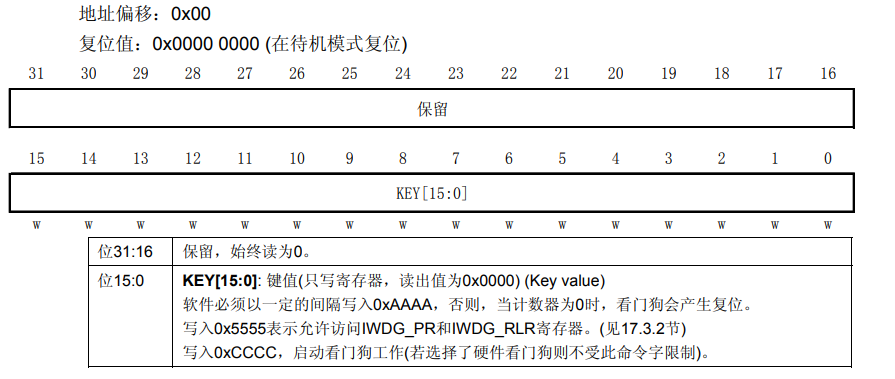 地址偏移：0x00
复位值：0x0000 0000 (在待机模式复位)
31 30 29 28 27 26 25 24 23 22 21 20 19 18 17 16
保留
15 14 13 12 11 10 9 8 7 6 5 4 3 2 1 0
KEY[15:0]
w w w w w w w w w w w w w w w w
位31:16 保留，始终读为0。
位15:0 KEY[15:0]: 键值(只写寄存器，读出值为0x0000) (Key value)
软件必须以一定的间隔写入0xAAAA，否则，当计数器为0时，看门狗会产生复位。
写入0x5555表示允许访问IWDG_PR和IWDG_RLR寄存器。(见17.3.2节)
写入0xCCCC，启动看门狗工作(若选择了硬件看门狗则不受此命令字限制)。